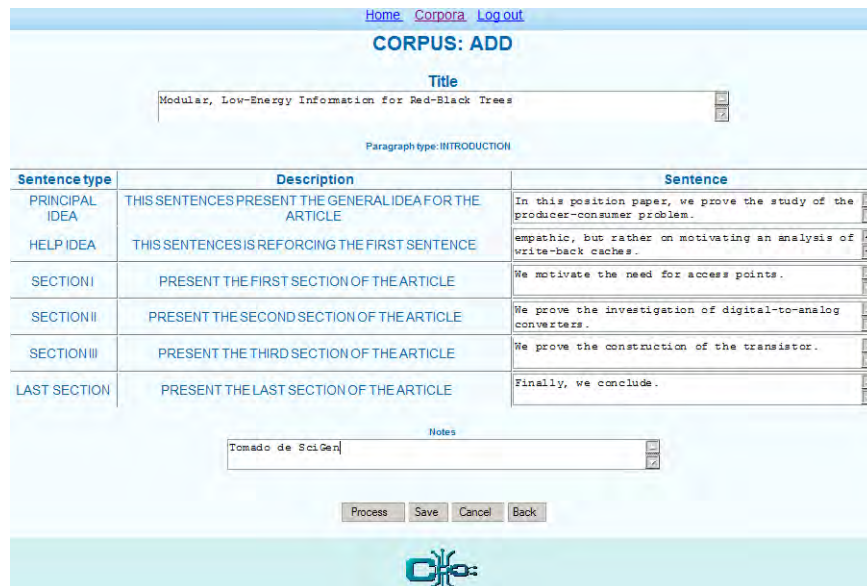 Home Corpora Log out
CORPUS: ADD
Title
Modular, Low-Energy Information for Red-Black Trees
Paragraph type: INTRODUCTION
Sentence type Description Sentence
PRINCIPAL IDEA THIS SENTENCES PRESENT THE GENERAL IDEA FOR THE ARTICLE In this position paper, we prove the study of the producer-consumer problem.
HELP IDEA THIS SENTENCES IS REFORCING THE FIRST SENTENCE empathic, but rather on motivating an analysis of write-back caches.
SECTION I PRESENT THE FIRST SECTION OF THE ARTICLE We motivate the need for access points.
SECTION II PRESENT THE SECOND SECTION OF THE ARTICLE We prove the investigation of digital-to-analog converters.
SECTION III PRESENT THE THIRD SECTION OF THE ARTICLE We prove the construction of the transistor.
LAST SECTION PRESENT THE LAST SECTION OF THE ARTICLE Finally, we conclude.
Notes
Tomado de SciGen
Process Save Cancel Back